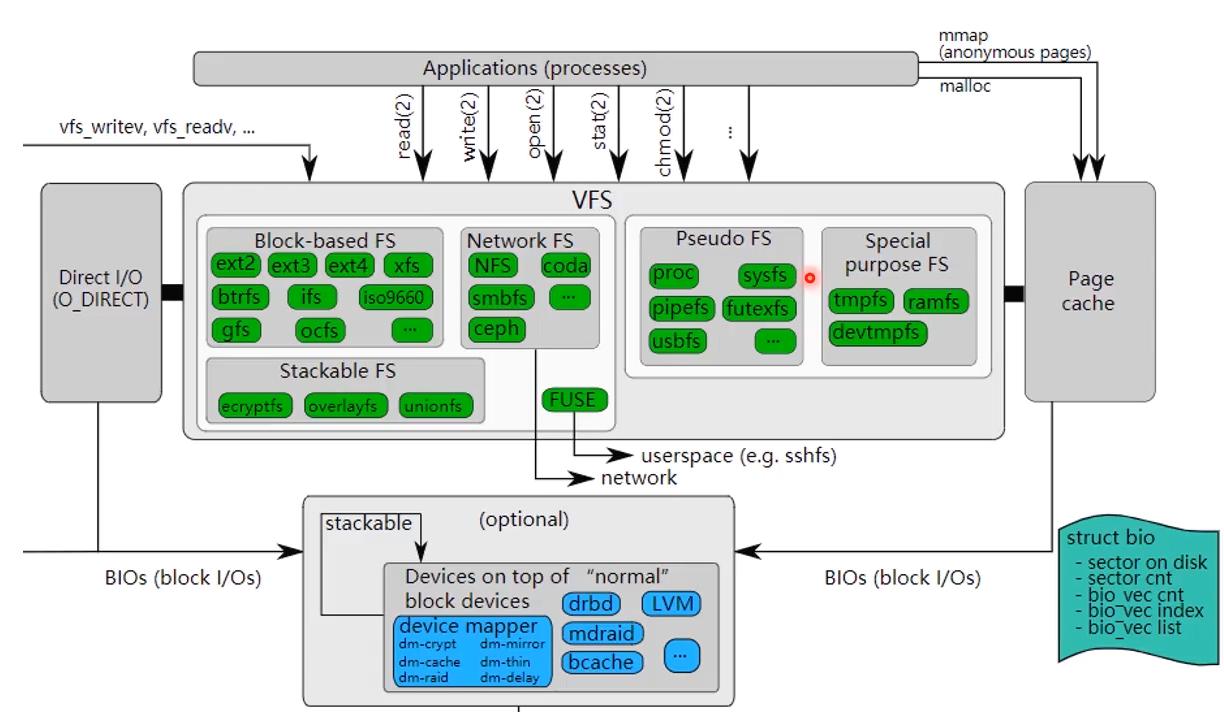 mmap
(anonymous pages)
Applications (processes)
malloc
vfs_writev, vfs_readv, ...
read(2)
write(2)
open(2)
stat(2)
chmod(2)
...
VFS
Direct I/O
(O_DIRECT)
Block-based FS
ext2 ext3 ext4 xfs
btrfs ifs iso9660
gfs ocfs ...
Network FS
NFS coda
smbfs ...
ceph
Stackable FS
ecryptfs overlayfs unionfs
FUSE
Pseudo FS
proc sysfs
pipefs futexfs
usbfs ...
Special
purpose FS
tmpfs ramfs
devtmpfs
Page
cache
userspace (e.g. sshfs)
network
stackable
(optional)
BIOs (block I/Os)
BIOs (block I/Os)
Devices on top of “normal”
block devices
device mapper
dm-crypt dm-mirror
dm-cache dm-thin
dm-raid dm-delay
drbd LVM
mdraid
bcache
...
struct bio
- sector on disk
- sector cnt
- bio_vec cnt
- bio_vec index
- bio_vec list